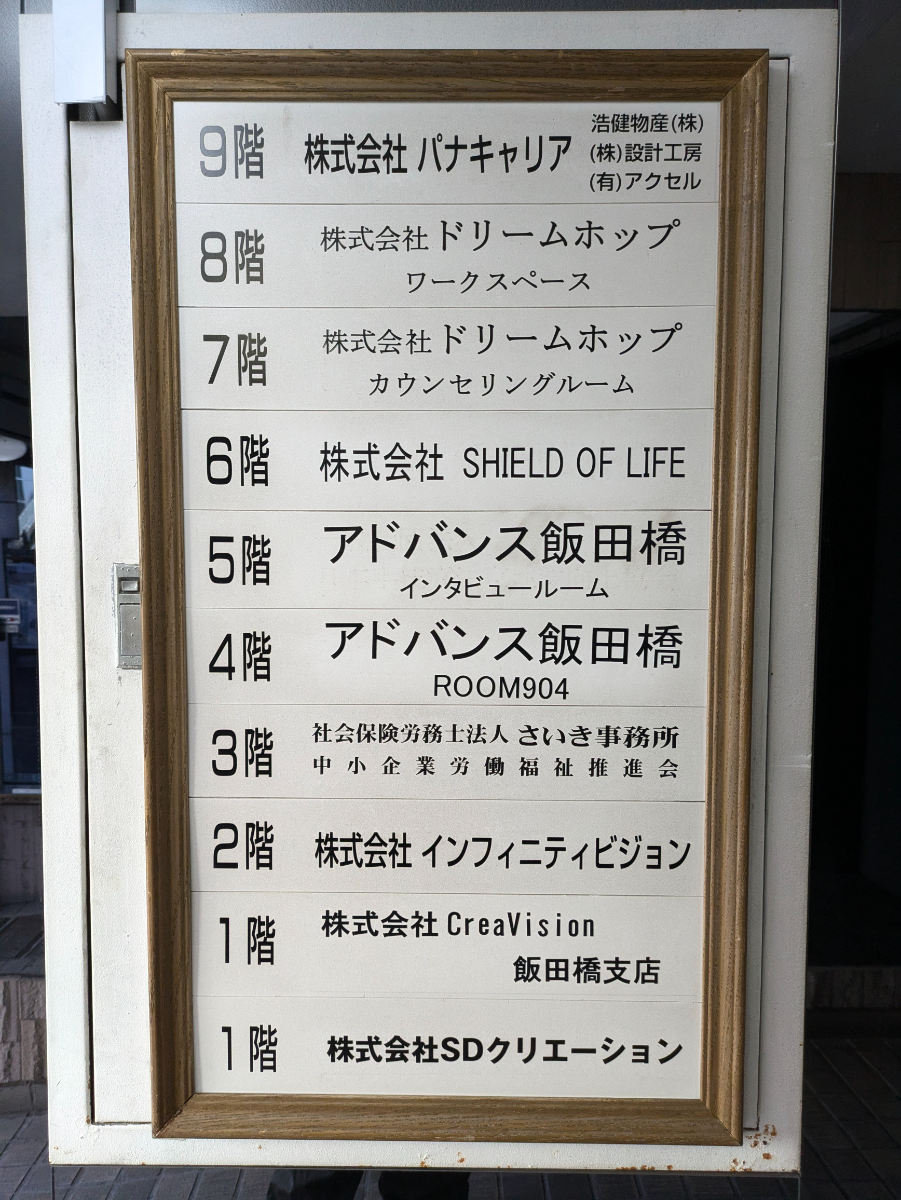 9階 株式会社 パナキャリア
浩健物産(株)
(株)設計工房
(有)アクセル
8階 株式会社ドリームホップ
ワークスペース
7階 株式会社ドリームホップ
カウンセリングルーム
6階 株式会社 SHIELD OF LIFE
5階 アドバンス飯田橋
インタビュールーム
4階 アドバンス飯田橋
ROOM904
3階 社会保険労務士法人 さいき事務所
中小企業労働福祉推進会
2階 株式会社 インフィニティビジョン
1階 株式会社 CreaVision
飯田橋支店
1階 株式会社SDクリエーション